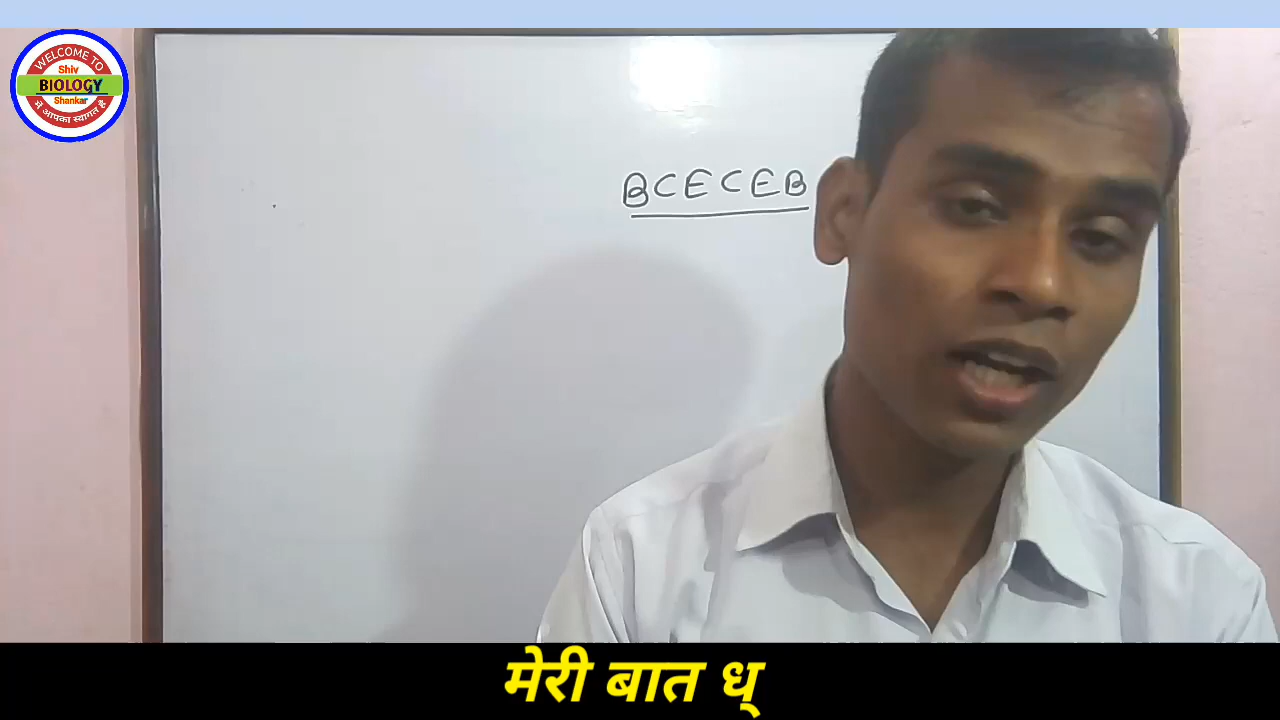 WELCOME TO
Shiv
BIOLOGY
Shankar
में आपका स्वागत है
BCECEB
मेरी बात ध्